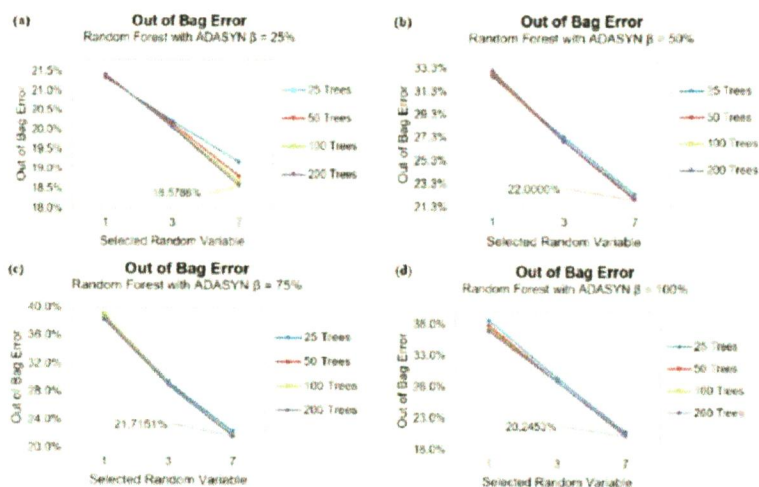 (a)
Out of Bag Error
Random Forest with ADASYN β = 25%
Out of Bag Error
21.5%
21.0%
20.5%
20.0%
19.5%
19.0%
18.5%
18.0%
18.5786%
1 3 7
Selected Random Variable
25 Trees
50 Trees
100 Trees
200 Trees
(b)
Out of Bag Error
Random Forest with ADASYN β = 50%
Out of Bag Error
33.3%
31.3%
29.3%
27.3%
25.3%
23.3%
21.3%
22.0000%
1 3 7
Selected Random Variable
25 Trees
50 Trees
100 Trees
200 Trees
(c)
Out of Bag Error
Random Forest with ADASYN β = 75%
Out of Bag Error
40.0%
36.0%
32.0%
28.0%
24.0%
20.0%
21.7151%
1 3 7
Selected Random Variable
25 Trees
50 Trees
100 Trees
200 Trees
(d)
Out of Bag Error
Random Forest with ADASYN β = 100%
Out of Bag Error
38.0%
33.0%
28.0%
23.0%
18.0%
1 3 7
Selected Random Variable
25 Trees
50 Trees
100 Trees
200 Trees